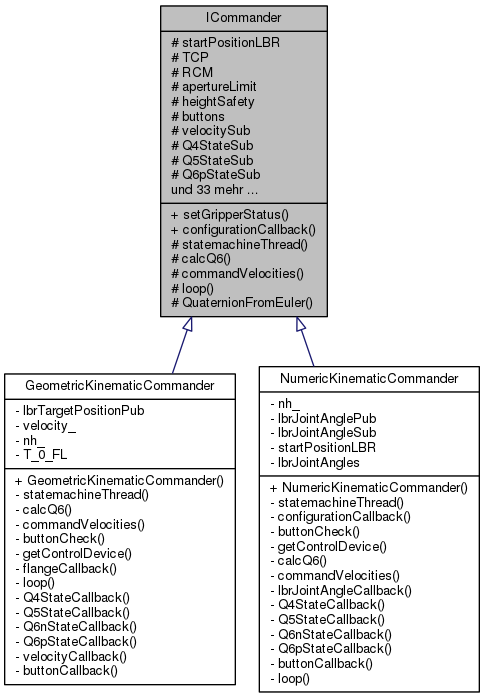 ICommander
# startPositionLBR
# TCP
# RCM
# apertureLimit
# heightSafety
# buttons
# velocitySub
# Q4StateSub
# Q5StateSub
# Q6pStateSub
und 33 mehr ...
+ setGripperStatus()
+ configurationCallback()
# statemachineThread()
# calcQ6()
# commandVelocities()
# loop()
# QuaternionFromEuler()
GeometricKinematicCommander
- lbrTargetPositionPub
- velocity_
- nh_
- T_0_FL
+ GeometricKinematicCommander()
- statemachineThread()
- calcQ6()
- commandVelocities()
- buttonCheck()
- getControlDevice()
- flangeCallback()
- loop()
- Q4StateCallback()
- Q5StateCallback()
- Q6nStateCallback()
- Q6pStateCallback()
- velocityCallback()
- buttonCallback()
NumericKinematicCommander
- nh_
- lbrJointAnglePub
- lbrJointAngleSub
- startPositionLBR
- lbrJointAngles
+ NumericKinematicCommander()
- statemachineThread()
- configurationCallback()
- buttonCheck()
- getControlDevice()
- calcQ6()
- commandVelocities()
- lbrJointAngleCallback()
- Q4StateCallback()
- Q5StateCallback()
- Q6nStateCallback()
- Q6pStateCallback()
- buttonCallback()
- loop()